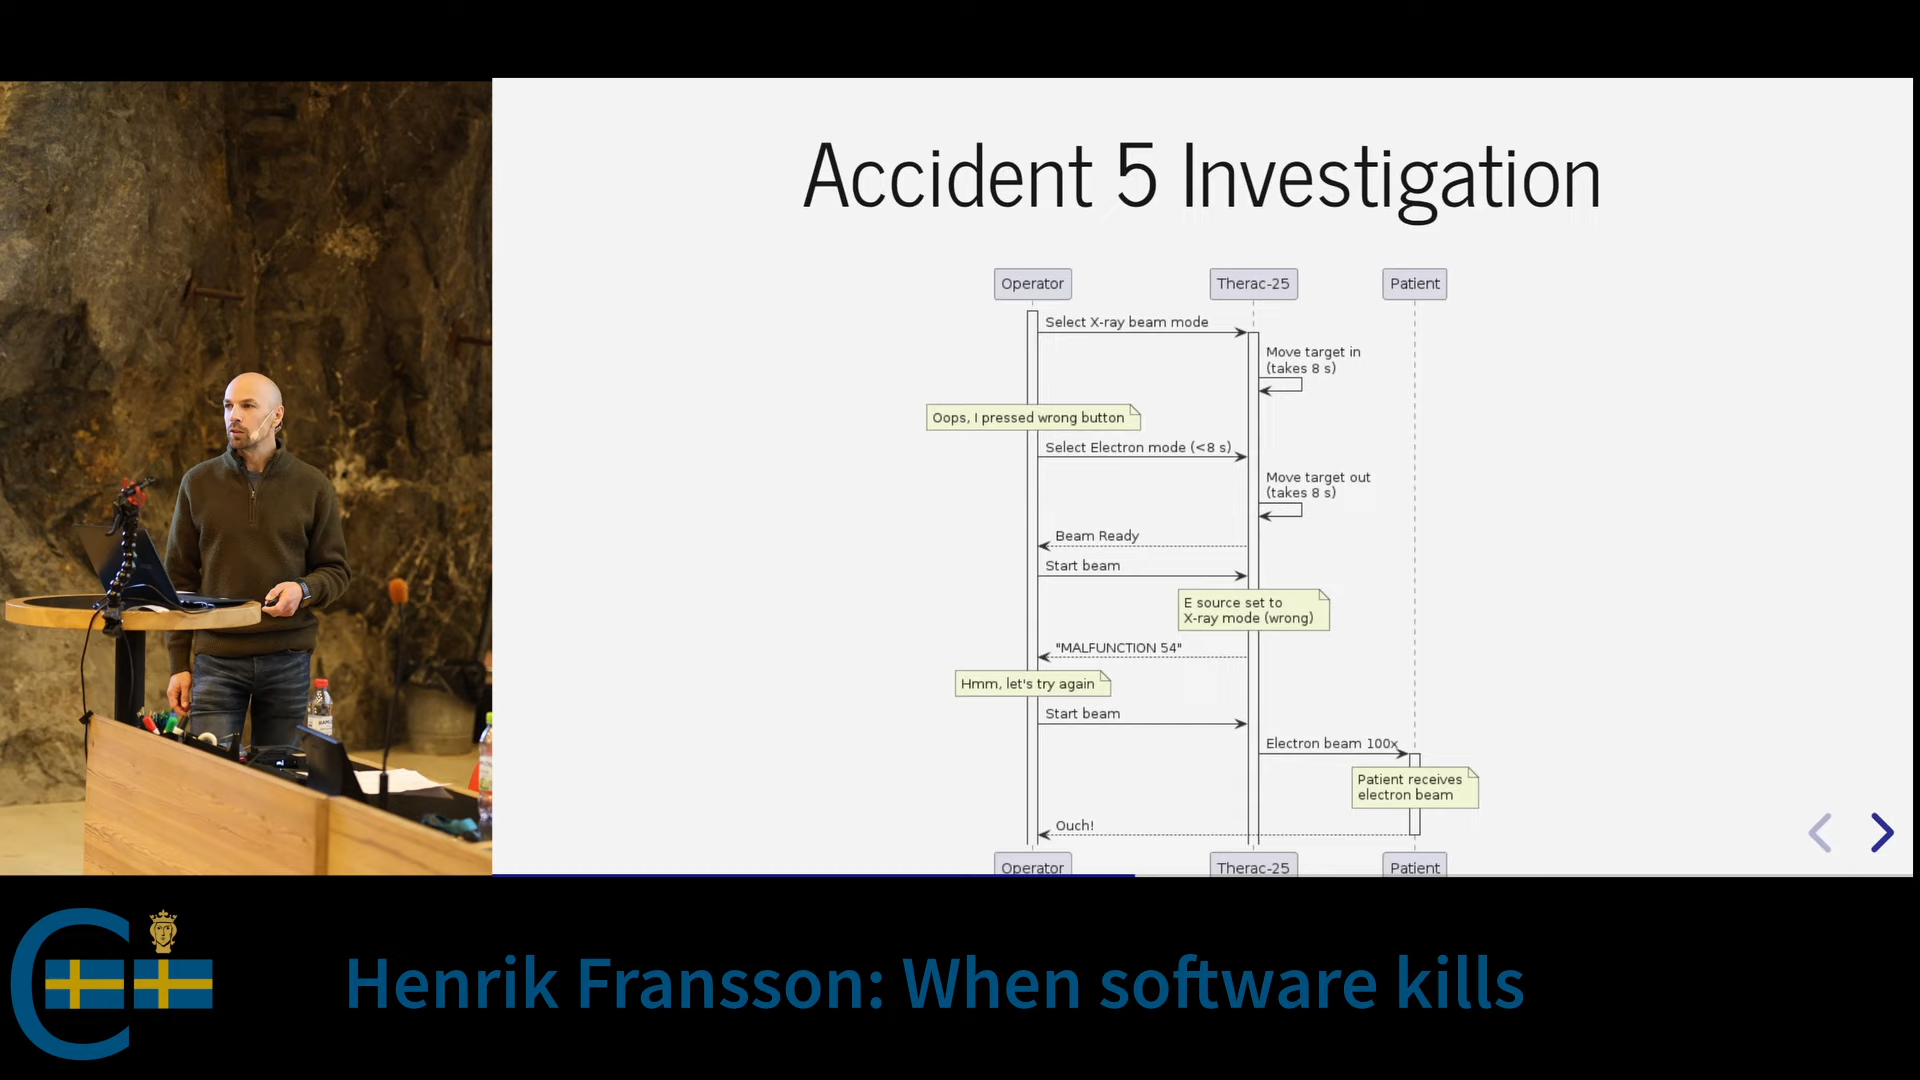 Accident 5 Investigation
Operator
Therac-25
Patient
Select X-ray beam mode
Move target in
(takes 8 s)
Oops, I pressed wrong button
Select Electron mode (<8 s)
Move target out
(takes 8 s)
Beam Ready
Start beam
E source set to
X-ray mode (wrong)
"MALFUNCTION 54"
Hmm, let's try again
Start beam
Electron beam 100x
Patient receives
electron beam
Ouch!
Operator
Therac-25
Patient
Henrik Fransson: When software kills